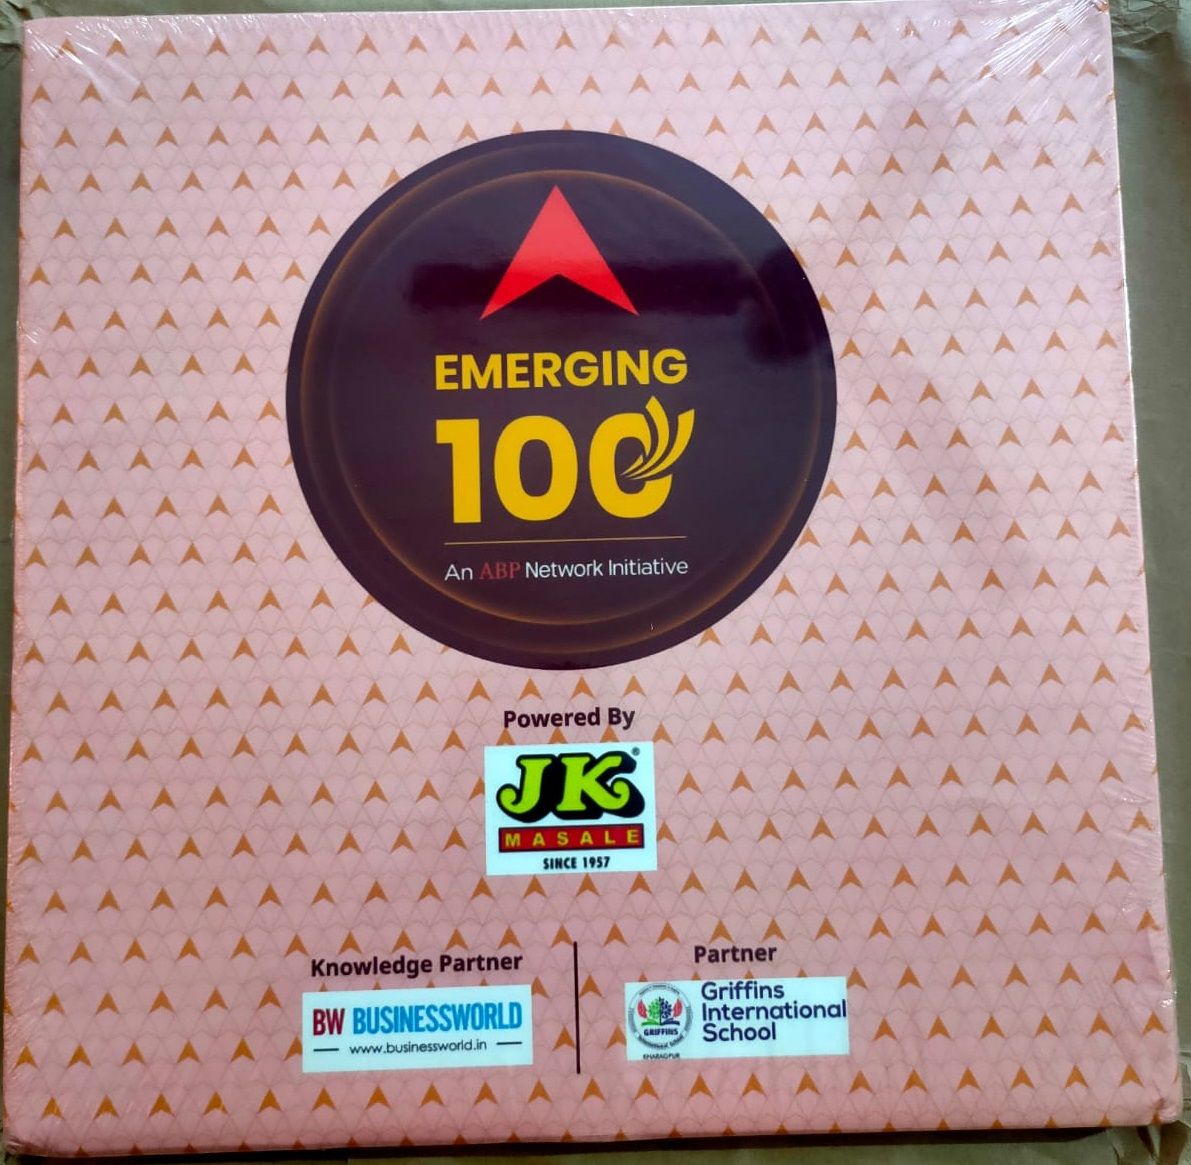 EMERGING
100
An ABP Network Initiative
Powered By
JK®
MASALE
SINCE 1957
Knowledge Partner
BW BUSINESSWORLD
www.businessworld.in
Partner
GRIFFINS
KHARAGPUR
Griffins
International
School